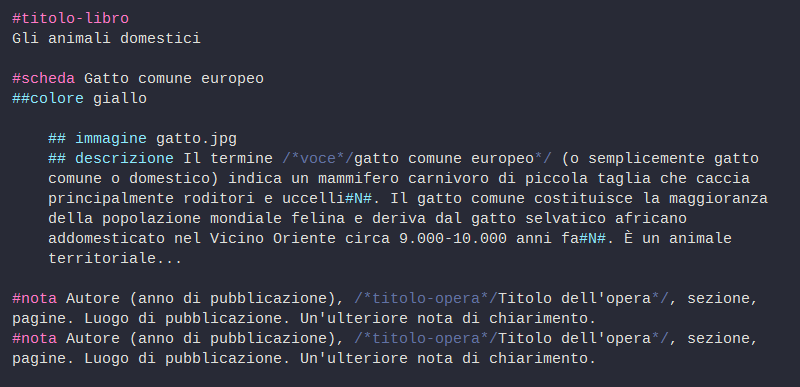 #titolo-libro
Gli animali domestici
#scheda Gatto comune europeo
##colore giallo
## immagine gatto.jpg
## descrizione Il termine /*voce*/gatto comune europeo*/ (o semplicemente gatto
comune o domestico) indica un mammifero carnivoro di piccola taglia che caccia
principalmente roditori e uccelli#N#. Il gatto comune costituisce la maggioranza
della popolazione mondiale felina e deriva dal gatto selvatico africano
addomesticato nel Vicino Oriente circa 9.000-10.000 anni fa#N#. È un animale
territoriale...
#nota Autore (anno di pubblicazione), /*titolo-opera*/Titolo dell'opera*/, sezione,
pagine. Luogo di pubblicazione. Un'ulteriore nota di chiarimento.
#nota Autore (anno di pubblicazione), /*titolo-opera*/Titolo dell'opera*/, sezione,
pagine. Luogo di pubblicazione. Un'ulteriore nota di chiarimento.